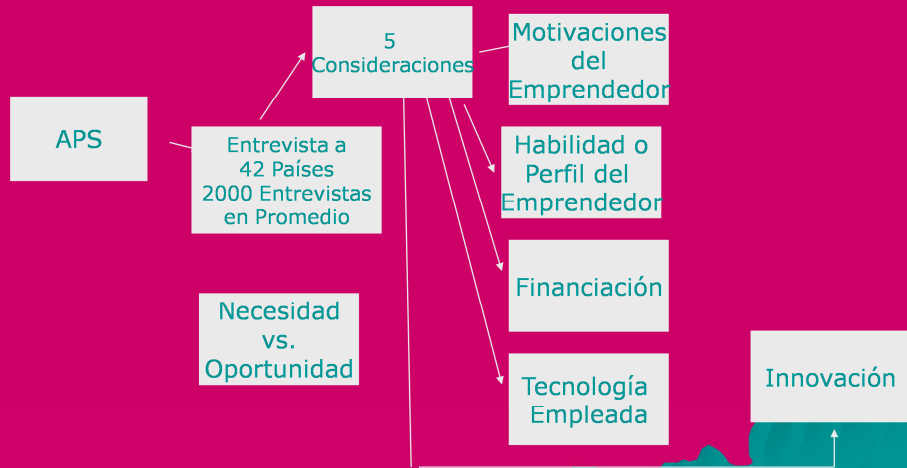 APS
Entrevista a
42 Países
2000 Entrevistas
en Promedio
Necesidad
vs.
Oportunidad
5
Consideraciones
Motivaciones
del
Emprendedor
Habilidad o
Perfil del
Emprendedor
Financiación
Tecnología
Empleada
Innovación